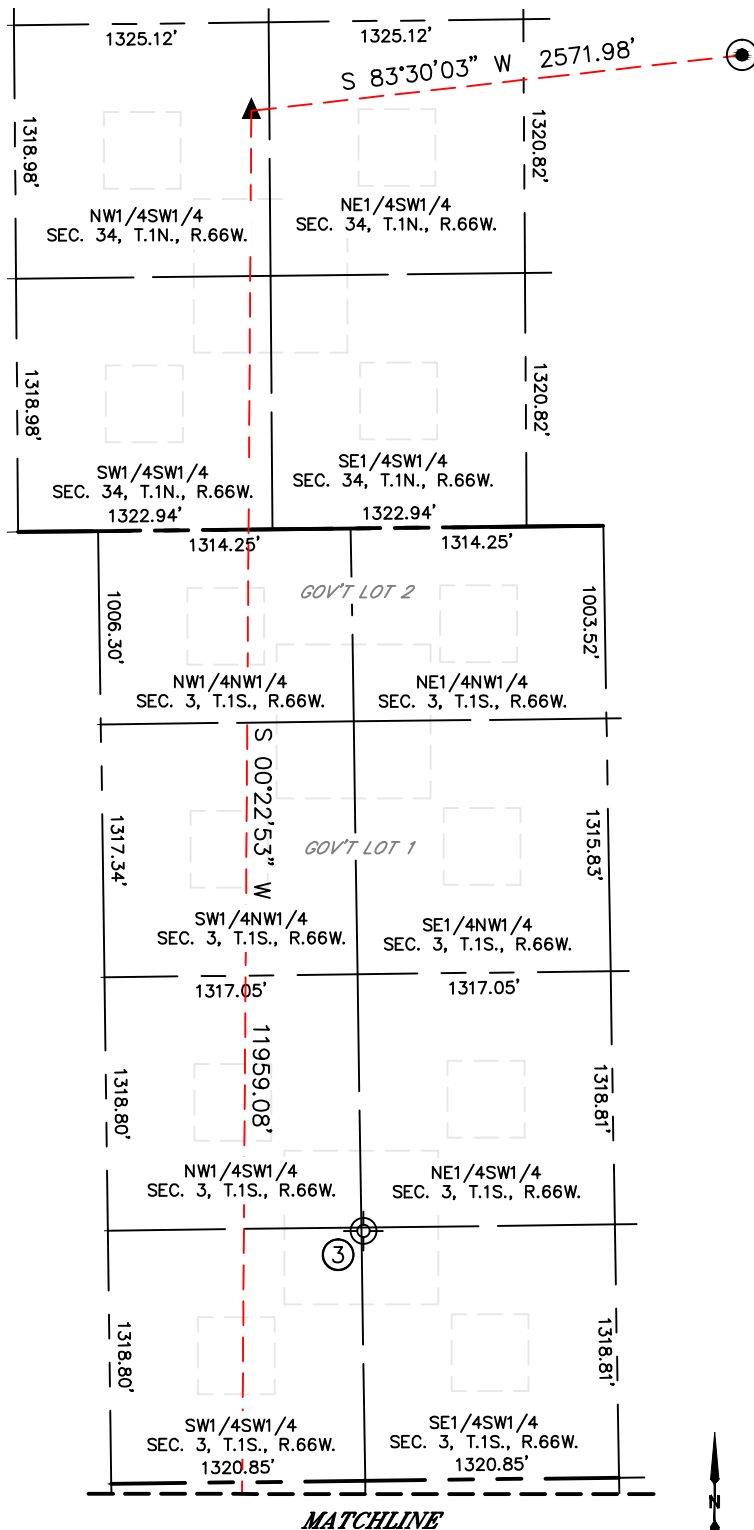 1325.12'
1325.12'
S 83°30'03" W 2571.98'
1318.98'
1320.82'
NW1/4SW1/4
SEC. 34, T.1N., R.66W.
NE1/4SW1/4
SEC. 34, T.1N., R.66W.
1318.98'
1320.82'
SW1/4SW1/4
SEC. 34, T.1N., R.66W.
SE1/4SW1/4
SEC. 34, T.1N., R.66W.
1322.94'
1322.94'
1314.25'
1314.25'
GOV'T LOT 2
1006.30'
1003.52'
NW1/4NW1/4
SEC. 3, T.1S., R.66W.
NE1/4NW1/4
SEC. 3, T.1S., R.66W.
S 00°22'53" W 11959.08'
1317.34'
GOV'T LOT 1
1315.83'
SW1/4NW1/4
SEC. 3, T.1S., R.66W.
SE1/4NW1/4
SEC. 3, T.1S., R.66W.
1317.05'
1317.05'
1318.80'
1318.81'
NW1/4SW1/4
SEC. 3, T.1S., R.66W.
NE1/4SW1/4
SEC. 3, T.1S., R.66W.
3
1318.80'
1318.81'
SW1/4SW1/4
SEC. 3, T.1S., R.66W.
SE1/4SW1/4
SEC. 3, T.1S., R.66W.
1320.85'
1320.85'
N
MATCHLINE